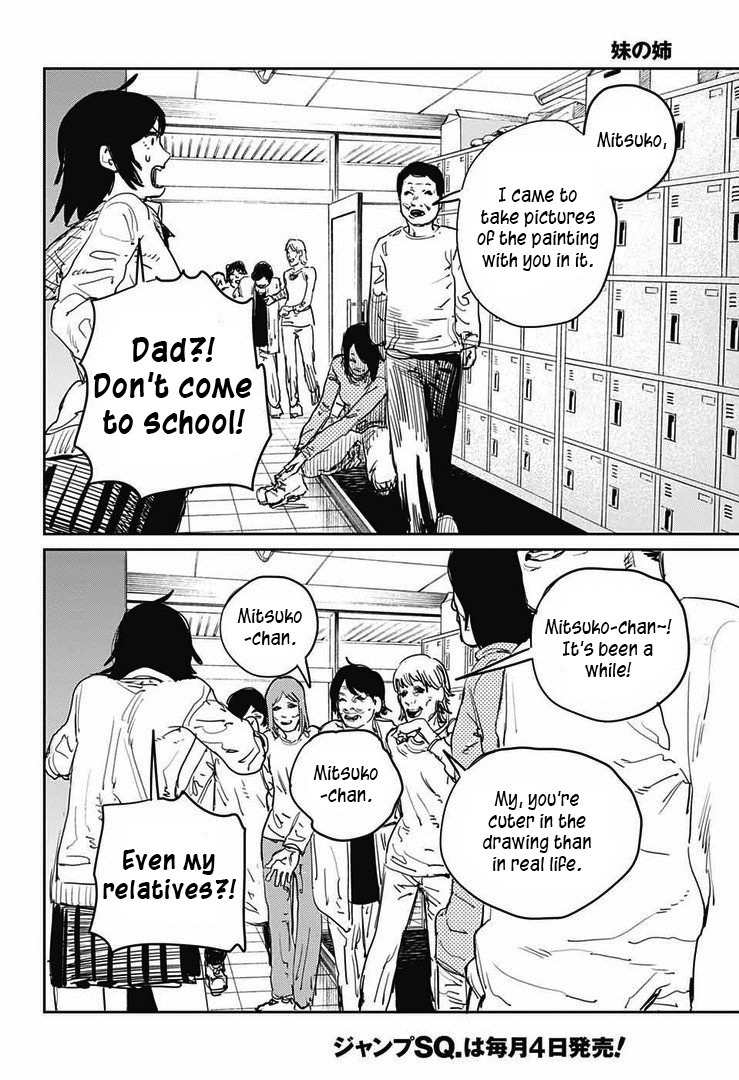 妹の姉
Mitsuko,
I came to
take pictures
of the painting
with you in it.
Dad?!
Don't come
to school!
Mitsuko-chan~!
It's been a
while!
Mitsuko
-chan.
Mitsuko
-chan.
My, you're
cuter in the
drawing than
in real life.
Even my
relatives?!
ジャンプSQ.は毎月4日発売!